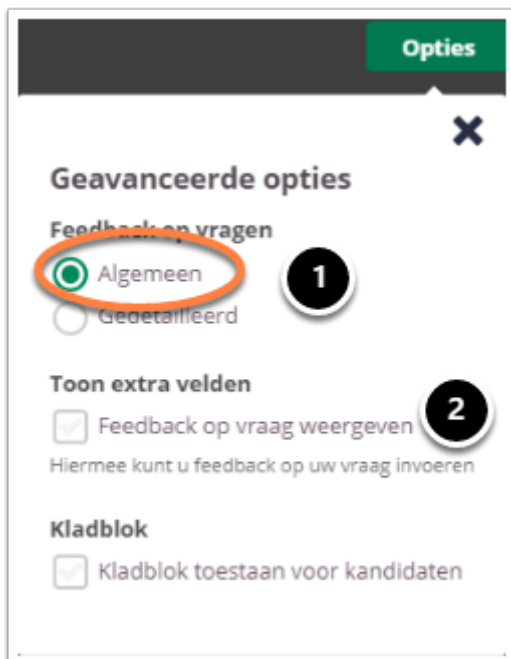 Opties
Geavanceerde opties
Feedback op vragen
Algemeen
1
Gedetailleerd
Toon extra velden
2
Feedback op vraag weergeven
Hiermee kunt u feedback op uw vraag invoeren
Kladblok
Kladblok toestaan voor kandidaten